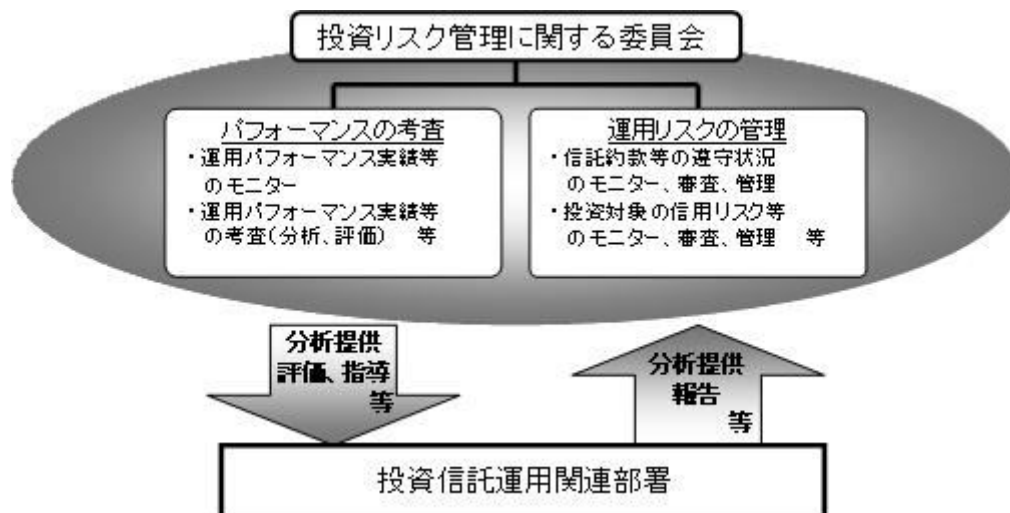 投資リスク管理に関する委員会
パフォーマンスの考査
・運用パフォーマンス実績等
のモニター
・運用パフォーマンス実績等
の考査(分析、評価) 等
運用リスクの管理
・信託約款等の遵守状況
のモニター、審査、管理
・投資対象の信用リスク等
のモニター、審査、管理 等
分析提供
評価、指導
等
分析提供
報告
等
投資信託運用関連部署